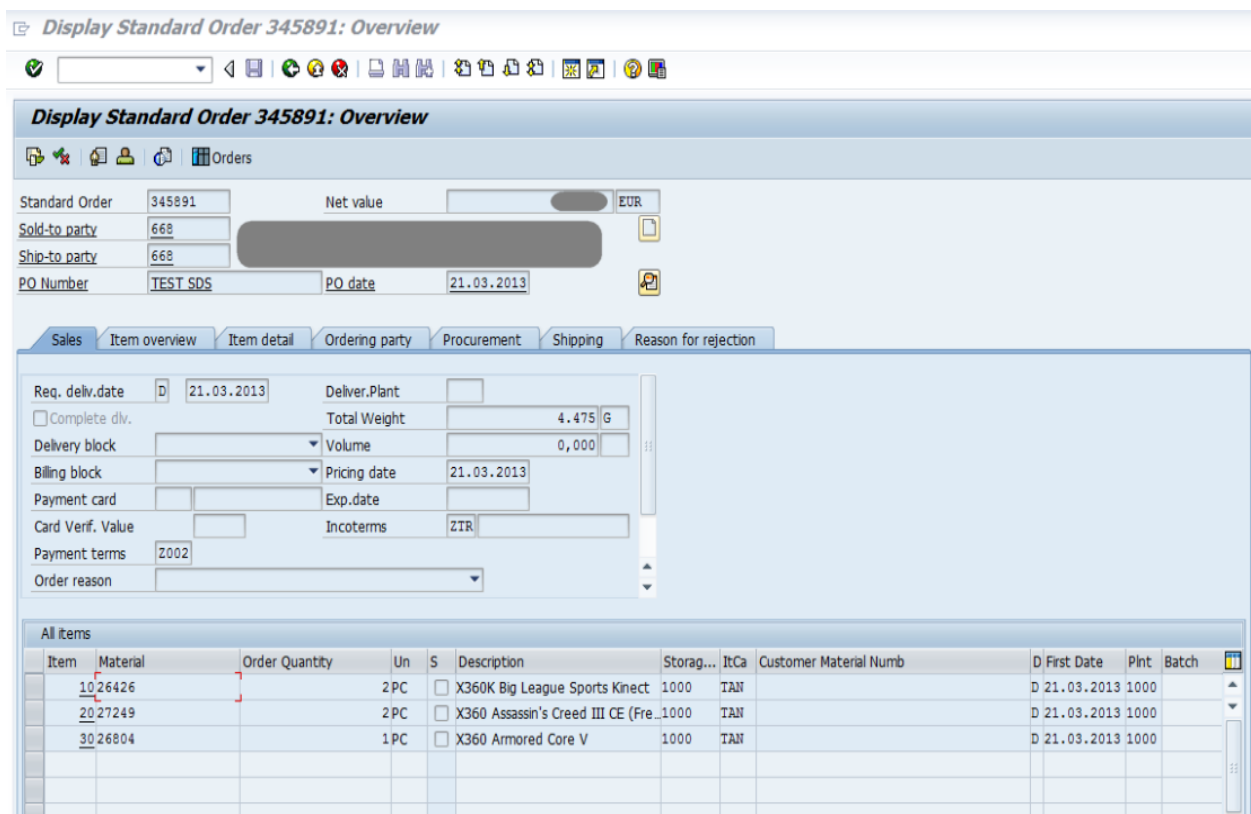 Display Standard Order 345891: Overview
Display Standard Order 345891: Overview
Orders
Standard Order 345891 Net value EUR
Sold-to party 668
Ship-to party 668
PO Number TEST SDS PO date 21.03.2013
Sales Item overview Item detail Ordering party Procurement Shipping Reason for rejection
Req. deliv.date D 21.03.2013 Deliver.Plant
Complete dlv. Total Weight 4.475 G
Delivery block Volume 0,000
Billing block Pricing date 21.03.2013
Payment card Exp.date
Card Verif. Value Incoterms ZTR
Payment terms Z002
Order reason
All items
Item Material Order Quantity Un S Description Storag... ItCa Customer Material Numb D First Date Plnt Batch
10 26426 2 PC X360K Big League Sports Kinect 1000 TAN D 21.03.2013 1000
20 27249 2 PC X360 Assassin's Creed III CE (Fre... 1000 TAN D 21.03.2013 1000
30 26804 1 PC X360 Armored Core V 1000 TAN D 21.03.2013 1000